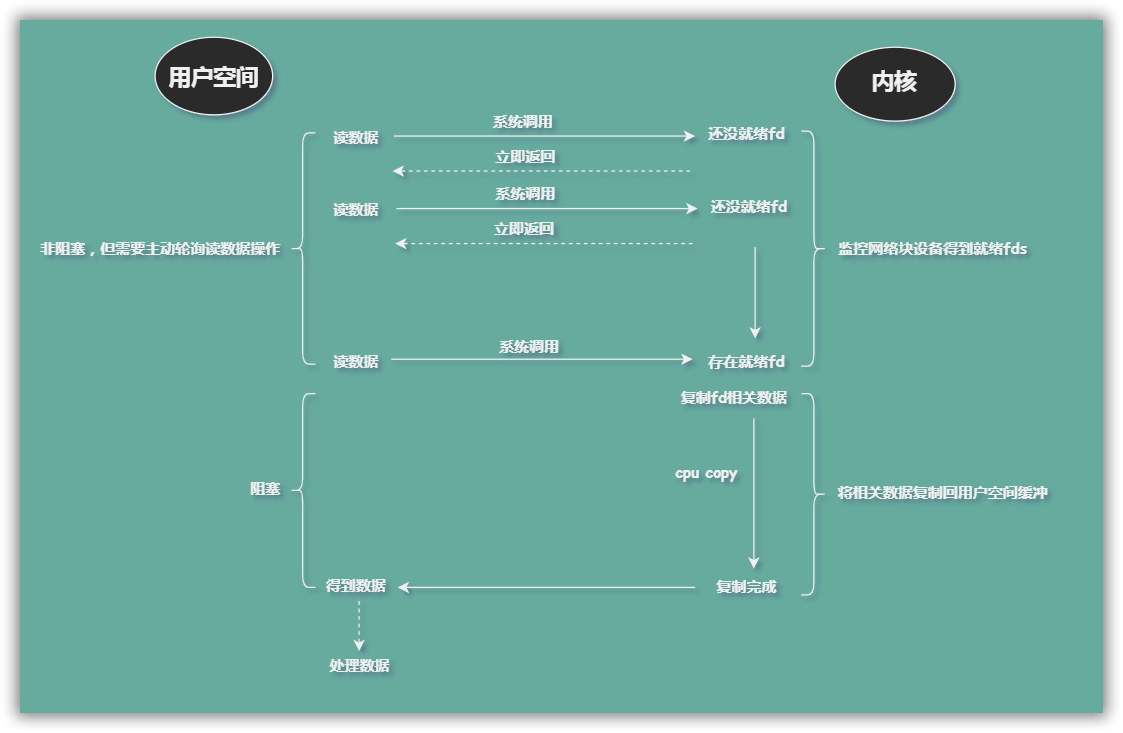 用户空间
内核
系统调用
读数据
还没就绪fd
立即返回
系统调用
读数据
还没就绪fd
立即返回
非阻塞，但需要主动轮询读数据操作
监控网络块设备得到就绪fds
系统调用
读数据
存在就绪fd
复制fd相关数据
cpu copy
阻塞
将相关数据复制回用户空间缓冲
得到数据
复制完成
处理数据